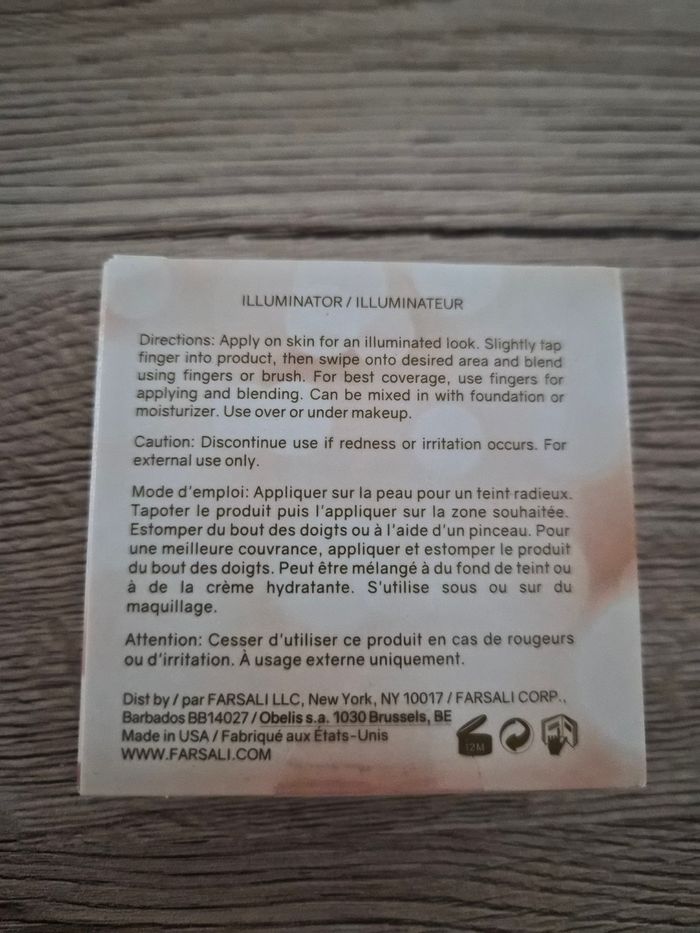 ILLUMINATOR / ILLUMINATEUR
Directions: Apply on skin for an illuminated look. Slightly tap
finger into product, then swipe onto desired area and blend
using fingers or brush. For best coverage, use fingers for
applying and blending. Can be mixed in with foundation or
moisturizer. Use over or under makeup.
Caution: Discontinue use if redness or irritation occurs. For
external use only.
Mode d'emploi: Appliquer sur la peau pour un teint radieux.
Tapoter le produit puis l'appliquer sur la zone souhaitée.
Estomper du bout des doigts ou à l'aide d'un pinceau. Pour
une meilleure couvrance, appliquer et estomper le produit
du bout des doigts. Peut être mélangé à du fond de teint ou
à de la crème hydratante. S'utilise sous ou sur du
maquillage.
Attention: Cesser d'utiliser ce produit en cas de rougeurs
ou d'irritation. À usage externe uniquement.
Dist by / par FARSALI LLC, New York, NY 10017 / FARSALI CORP.,
Barbados BB14027 / Obelis s.a. 1030 Brussels, BE
Made in USA / Fabriqué aux États-Unis
WWW.FARSALI.COM
12M